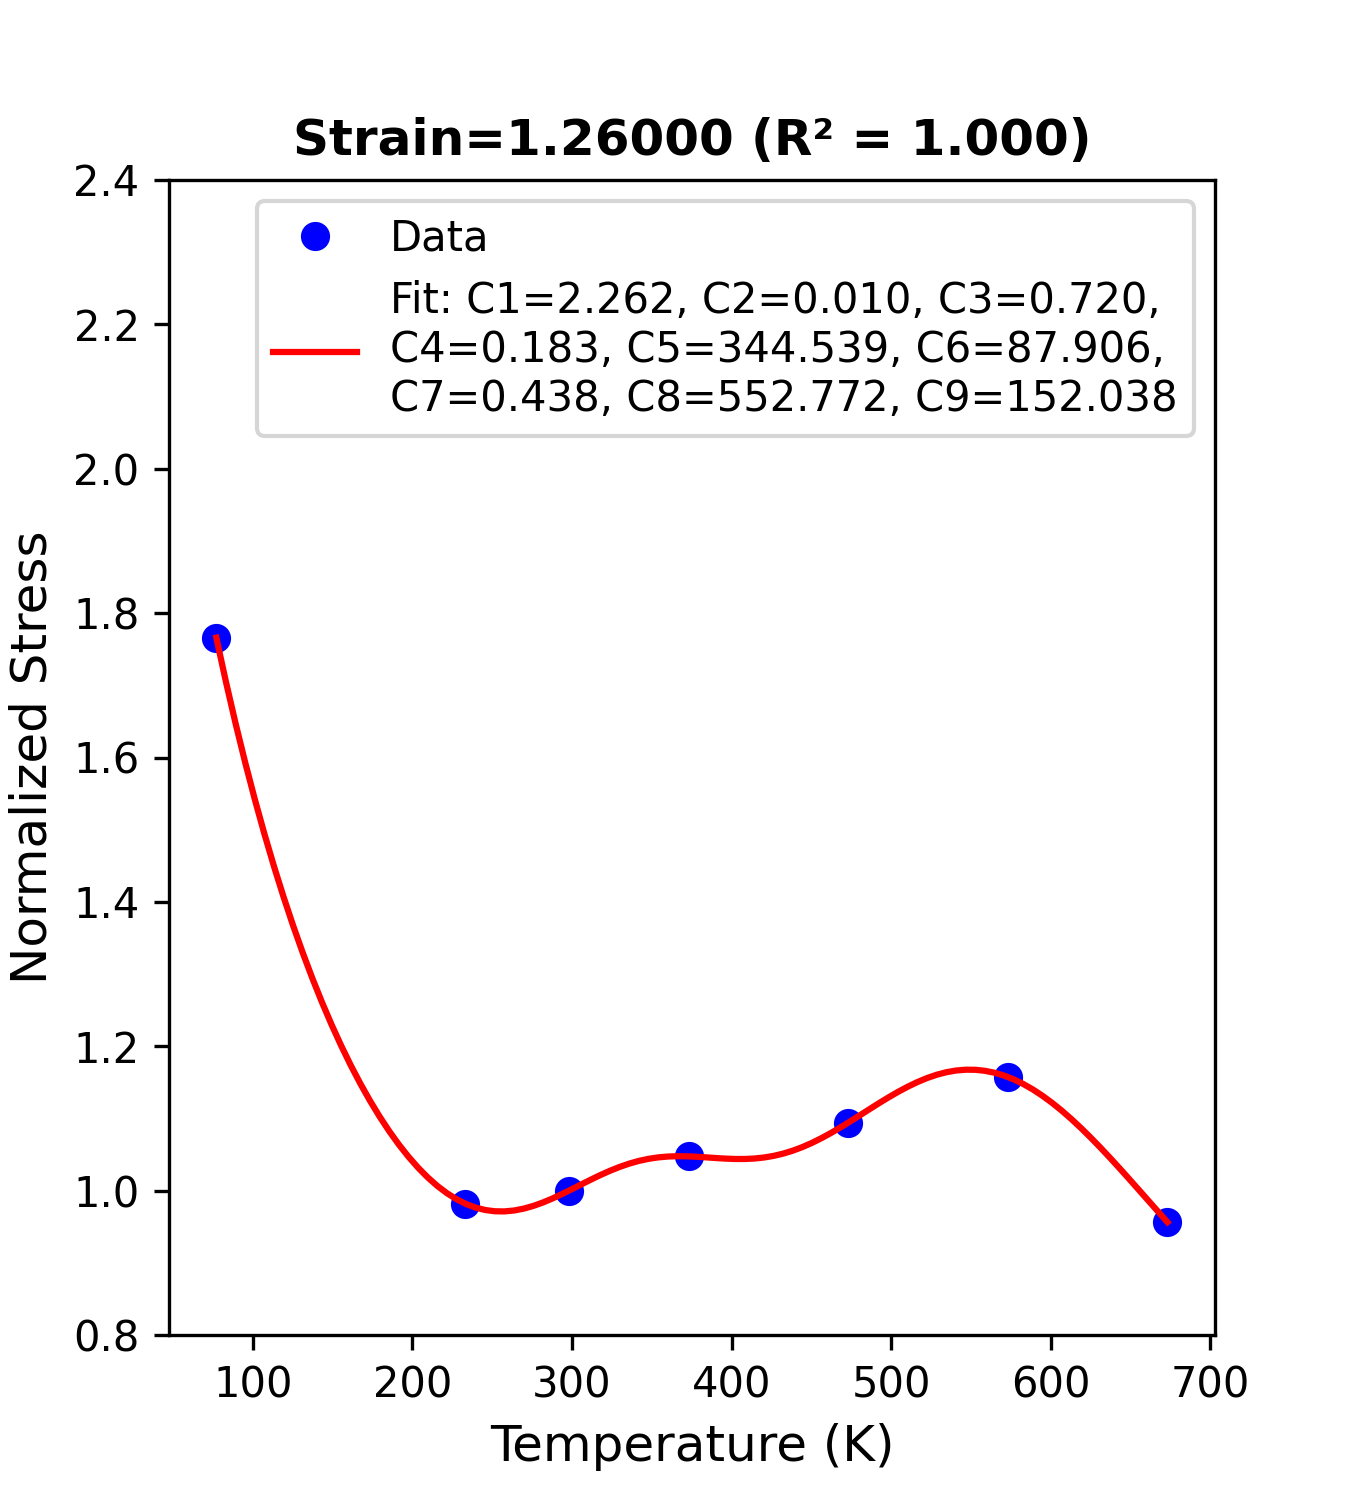 Strain=1.26000 (R² = 1.000)
2.4
2.2
2.0
1.8
1.6
1.4
1.2
1.0
0.8
Normalized Stress
Data
Fit: C1=2.262, C2=0.010, C3=0.720,
C4=0.183, C5=344.539, C6=87.906,
C7=0.438, C8=552.772, C9=152.038
100 200 300 400 500 600 700
Temperature (K)